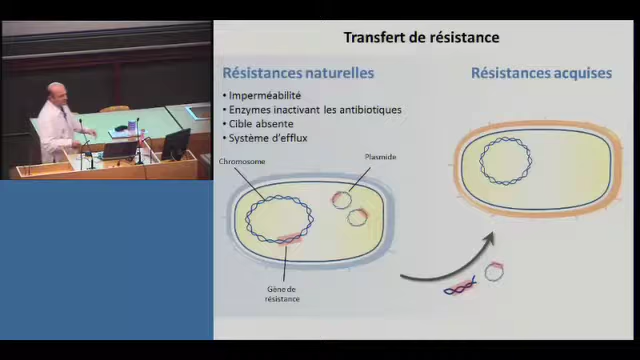 Transfert de résistance
Résistances naturelles
Résistances acquises
• Imperméabilité
• Enzymes inactivant les antibiotiques
• Cible absente
• Système d'efflux
Chromosome
Plasmide
Gène de
résistance